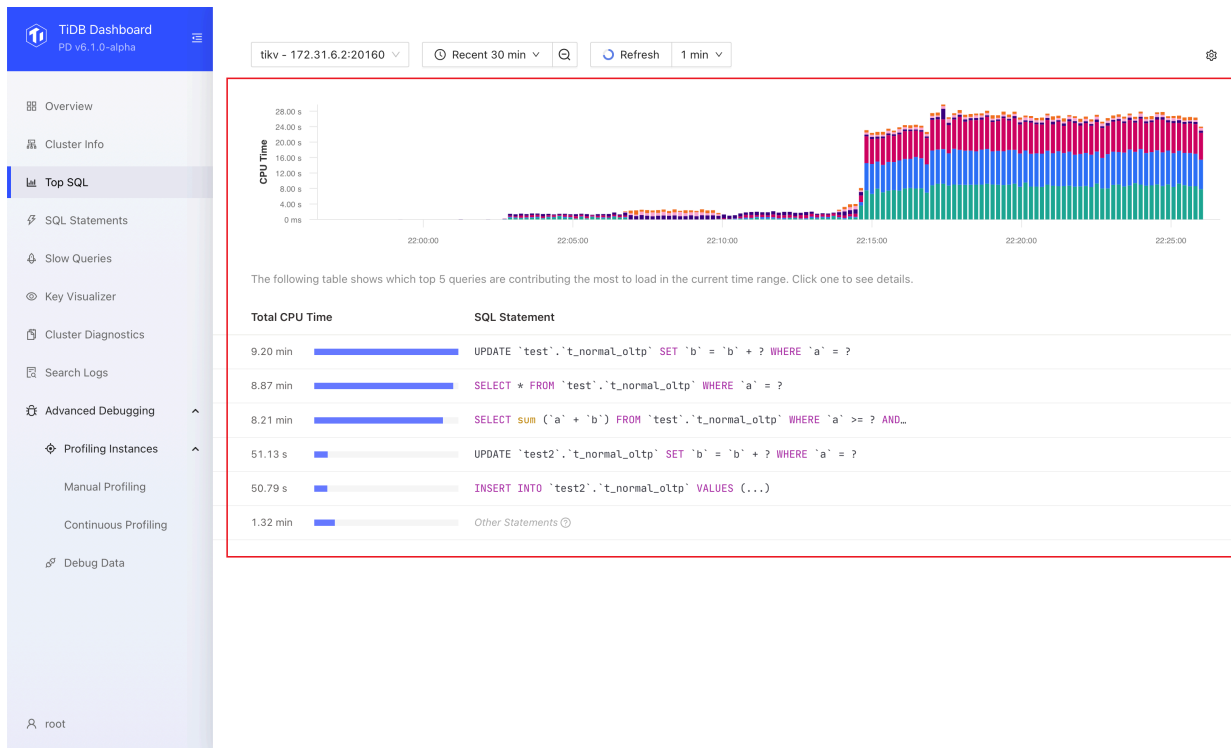 TiDB Dashboard
PD v6.1.0-alpha
Overview
Cluster Info
Top SQL
SQL Statements
Slow Queries
Key Visualizer
Cluster Diagnostics
Search Logs
Advanced Debugging
Profiling Instances
Manual Profiling
Continuous Profiling
Debug Data
root
tikv - 172.31.6.2:20160
Recent 30 min
Refresh
1 min
CPU Time
28.00 s
24.00 s
20.00 s
16.00 s
12.00 s
8.00 s
4.00 s
0 ms
22:00:00 22:05:00 22:10:00 22:15:00 22:20:00 22:25:00
The following table shows which top 5 queries are contributing the most to load in the current time range. Click one to see details.
Total CPU Time SQL Statement
9.20 min UPDATE `test`.`t_normal_oltp` SET `b` = `b` + ? WHERE `a` = ?
8.87 min SELECT * FROM `test`.`t_normal_oltp` WHERE `a` = ?
8.21 min SELECT sum (`a` + `b`) FROM `test`.`t_normal_oltp` WHERE `a` >= ? AND…
51.13 s UPDATE `test2`.`t_normal_oltp` SET `b` = `b` + ? WHERE `a` = ?
50.79 s INSERT INTO `test2`.`t_normal_oltp` VALUES (...)
1.32 min Other Statements